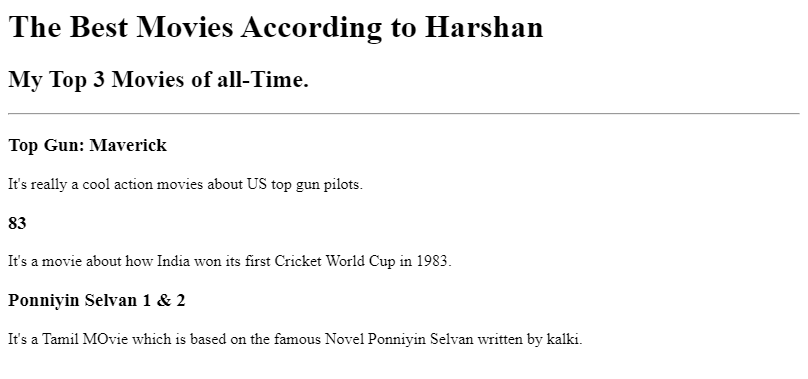 The Best Movies According to Harshan
My Top 3 Movies of all-Time.
Top Gun: Maverick
It's really a cool action movies about US top gun pilots.
83
It's a movie about how India won its first Cricket World Cup in 1983.
Ponniyin Selvan 1 & 2
It's a Tamil MOvie which is based on the famous Novel Ponniyin Selvan written by kalki.